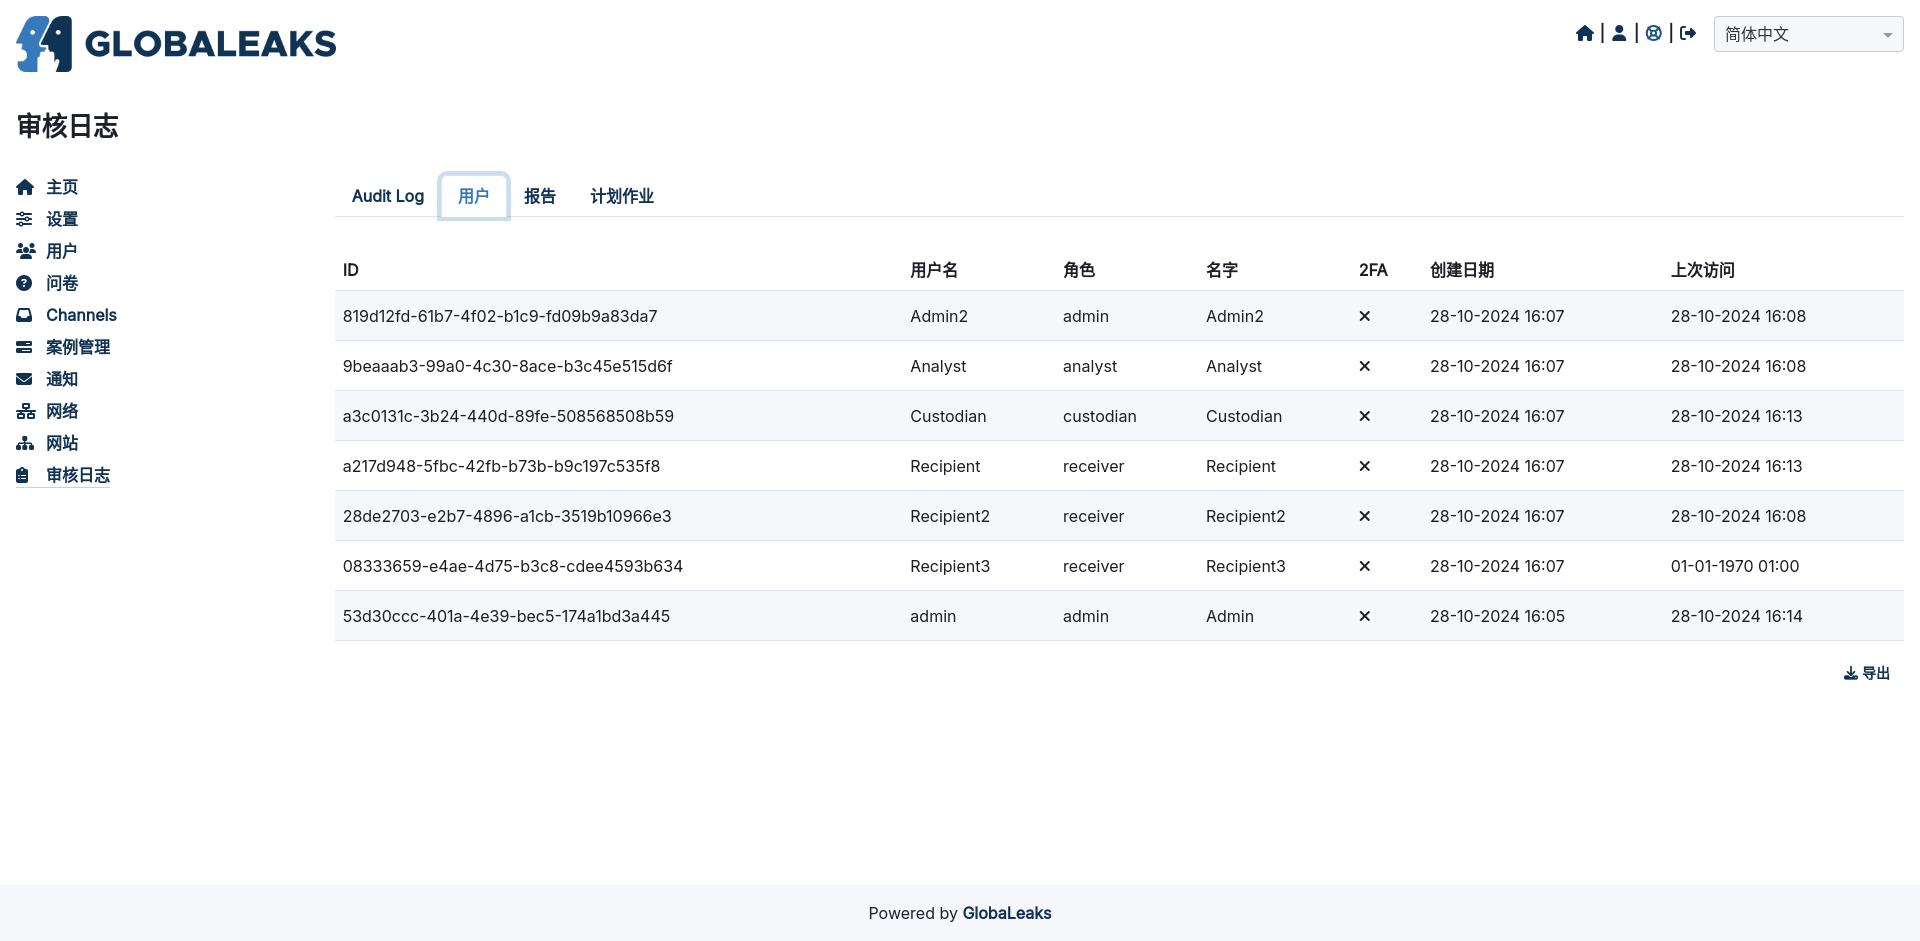 GLOBALEAKS
简体中文
审核日志
主页
设置
用户
问卷
Channels
案例管理
通知
网络
网站
审核日志
Audit Log 用户 报告 计划作业
ID 用户名 角色 名字 2FA 创建日期 上次访问
819d12fd-61b7-4f02-b1c9-fd09b9a83da7 Admin2 admin Admin2 28-10-2024 16:07 28-10-2024 16:08
9beaaab3-99a0-4c30-8ace-b3c45e515d6f Analyst analyst Analyst 28-10-2024 16:07 28-10-2024 16:08
a3c0131c-3b24-440d-89fe-508568508b59 Custodian custodian Custodian 28-10-2024 16:07 28-10-2024 16:13
a217d948-5fbc-42fb-b73b-b9c197c535f8 Recipient receiver Recipient 28-10-2024 16:07 28-10-2024 16:13
28de2703-e2b7-4896-a1cb-3519b10966e3 Recipient2 receiver Recipient2 28-10-2024 16:07 28-10-2024 16:08
08333659-e4ae-4d75-b3c8-cdee4593b634 Recipient3 receiver Recipient3 28-10-2024 16:07 01-01-1970 01:00
53d30ccc-401a-4e39-bec5-174a1bd3a445 admin admin Admin 28-10-2024 16:05 28-10-2024 16:14
导出
Powered by GlobaLeaks